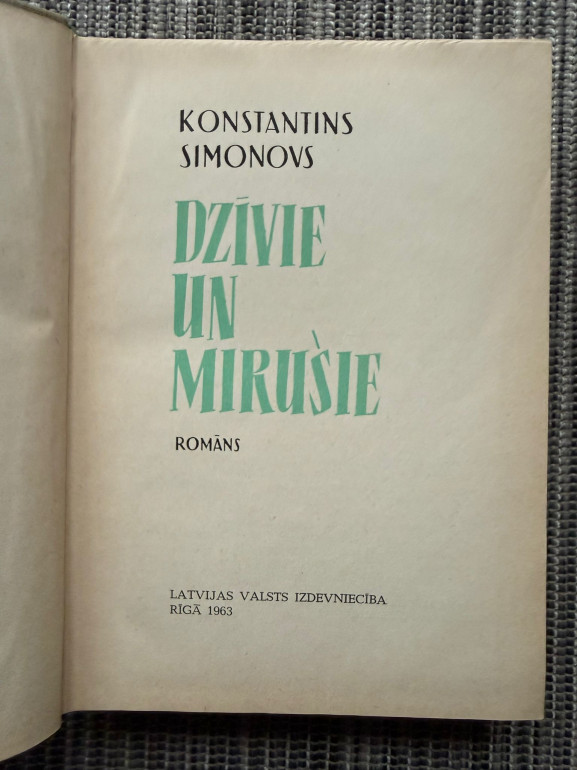 KONSTANTINS
SIMONOVS
DZĪVIE
UN
MIRUŠIE
ROMĀNS
LATVIJAS VALSTS IZDEVNIECĪBA
RĪGĀ 1963